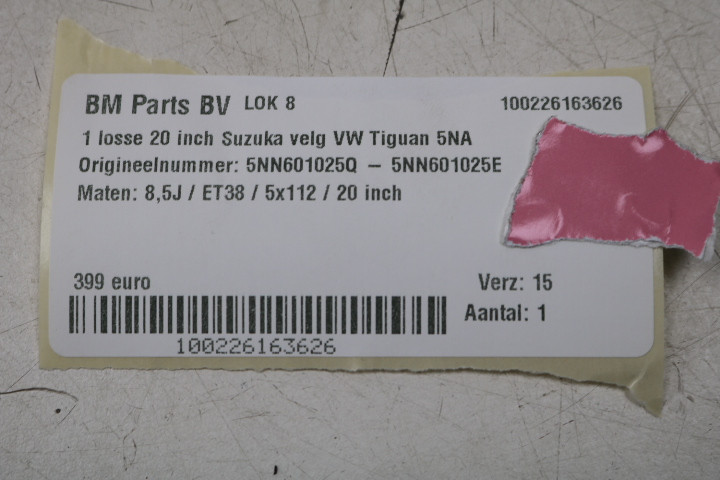 BM Parts BV LOK 8 100226163626
1 losse 20 inch Suzuka velg VW Tiguan 5NA
Origineelnummer: 5NN601025Q – 5NN601025E
Maten: 8,5J / ET38 / 5x112 / 20 inch
399 euro Verz: 15
Aantal: 1
100226163626